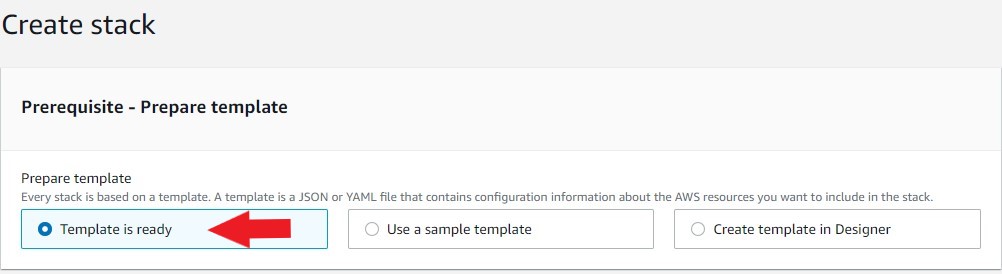 Create stack
Prerequisite - Prepare template
Prepare template
Every stack is based on a template. A template is a JSON or YAML file that contains configuration information about the AWS resources you want to include in the stack.
Template is ready
Use a sample template
Create template in Designer